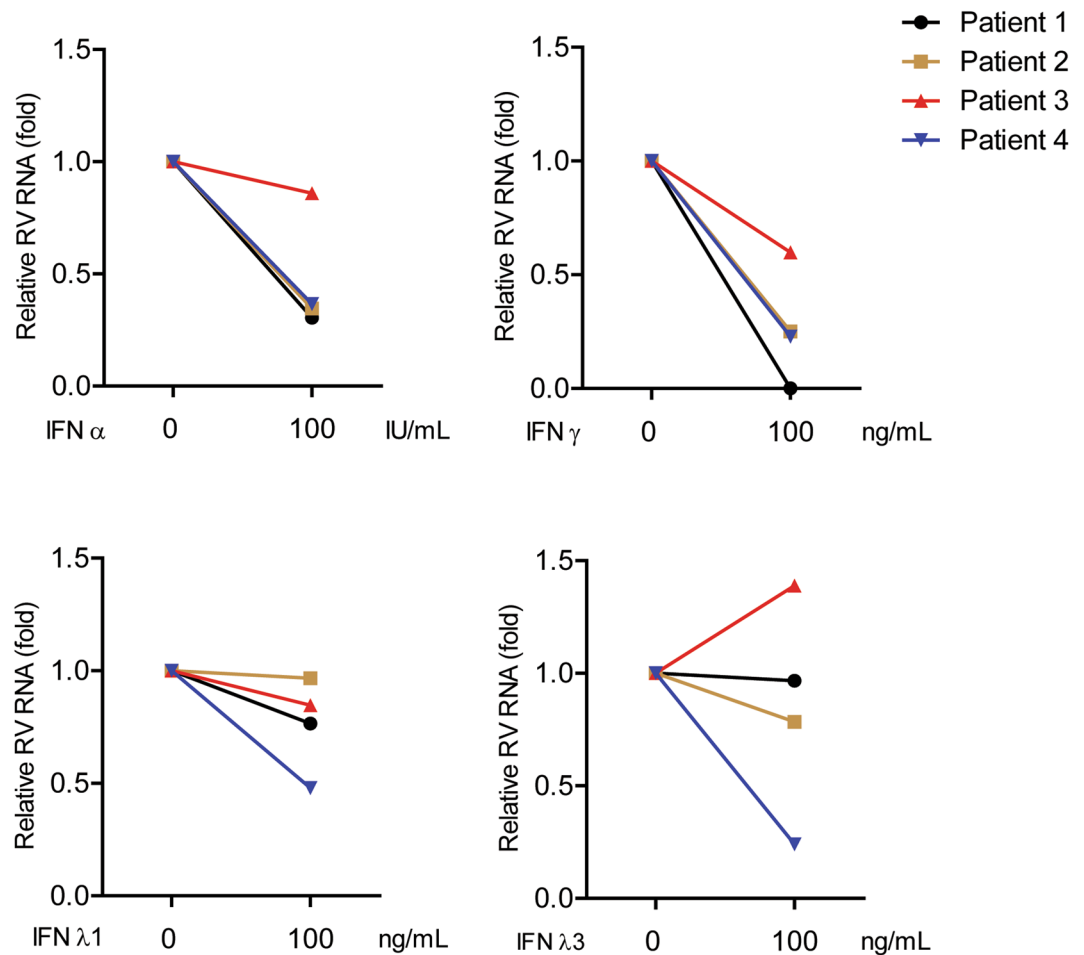 Patient 1
Patient 2
Patient 3
Patient 4
Relative RV RNA (fold)
1.5
1.0
0.5
0.0
IFN α 0 100 IU/mL
Relative RV RNA (fold)
1.5
1.0
0.5
0.0
IFN γ 0 100 ng/mL
Relative RV RNA (fold)
1.5
1.0
0.5
0.0
IFN λ1 0 100 ng/mL
Relative RV RNA (fold)
1.5
1.0
0.5
0.0
IFN λ3 0 100 ng/mL